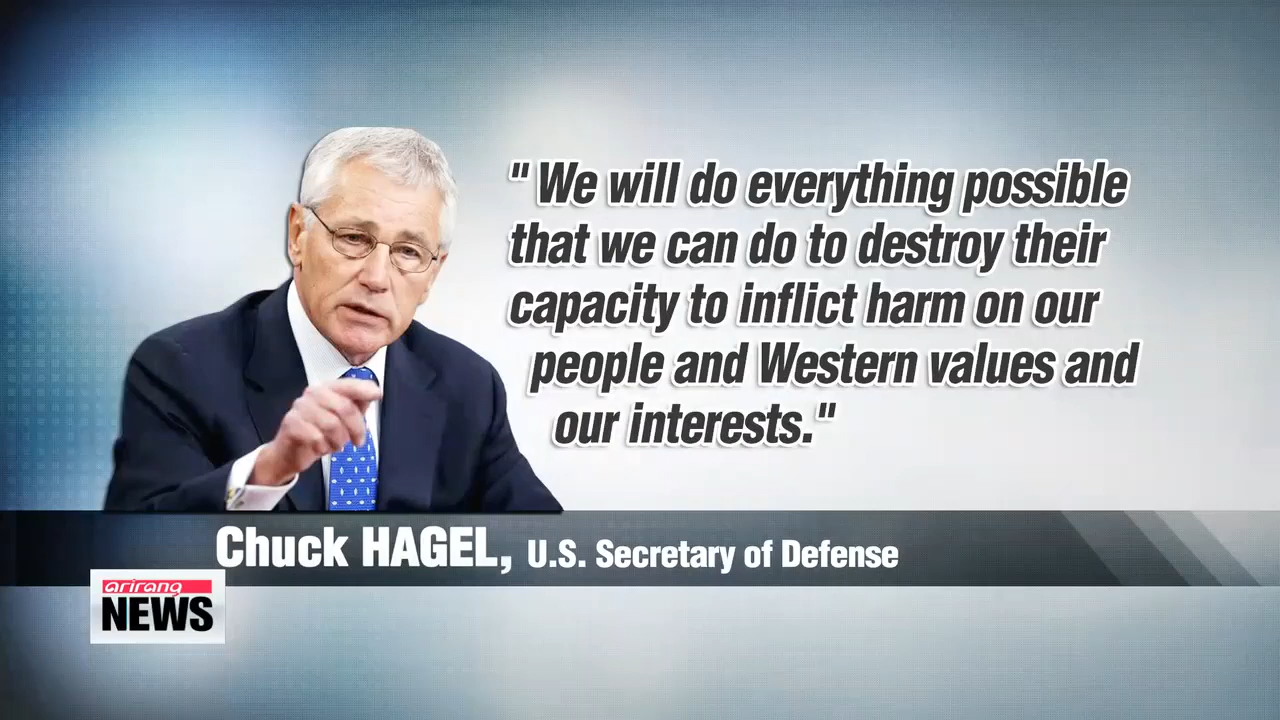 " We will do everything possible
that we can do to destroy their
capacity to inflict harm on our
people and Western values and
our interests."
Chuck HAGEL, U.S. Secretary of Defense
arirang
NEWS